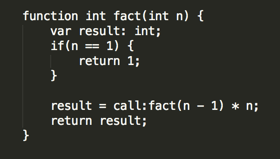 function int fact(int n) {
    var result: int;
    if(n == 1) {
        return 1;
    }

    result = call:fact(n - 1) * n;
    return result;
}